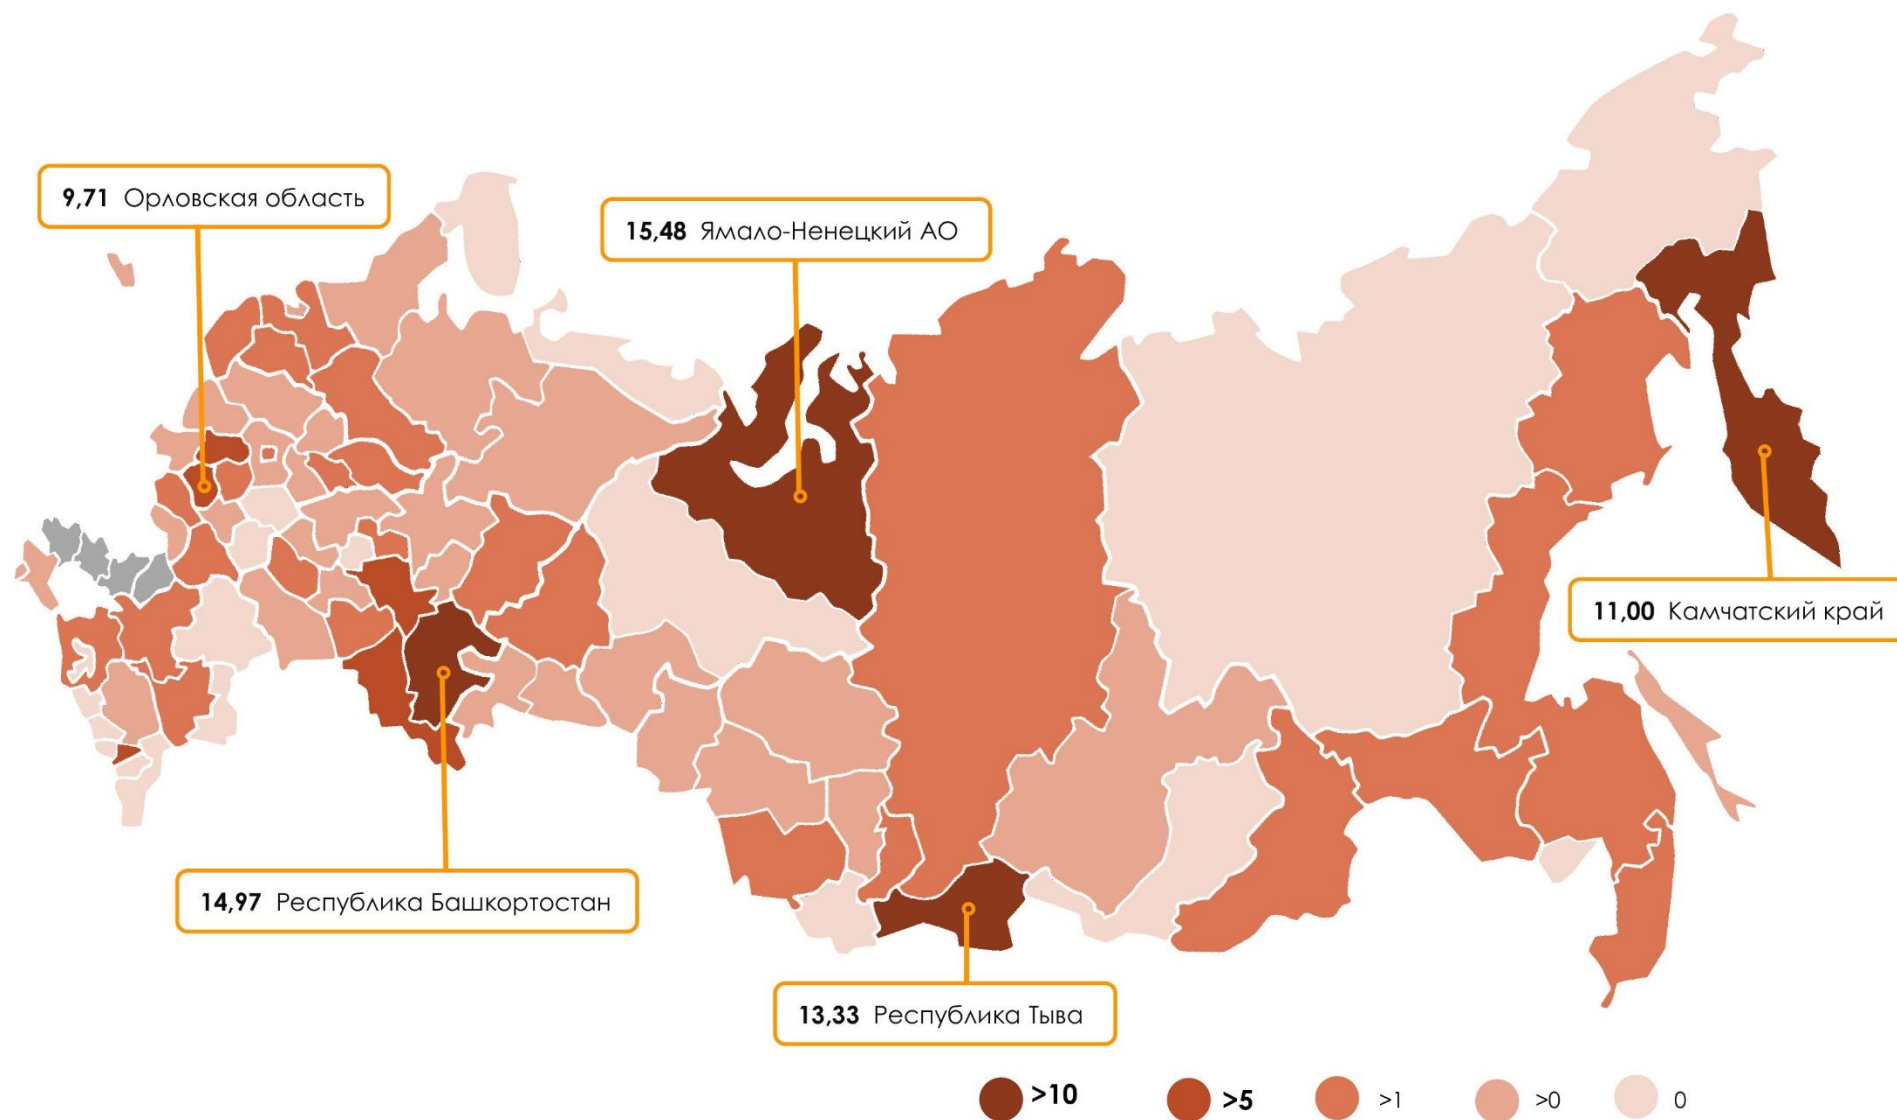 9,71 Орловская область
15,48 Ямало-Ненецкий АО
11,00 Камчатский край
14,97 Республика Башкортостан
13,33 Республика Тыва
>10 >5 >1 >0 0